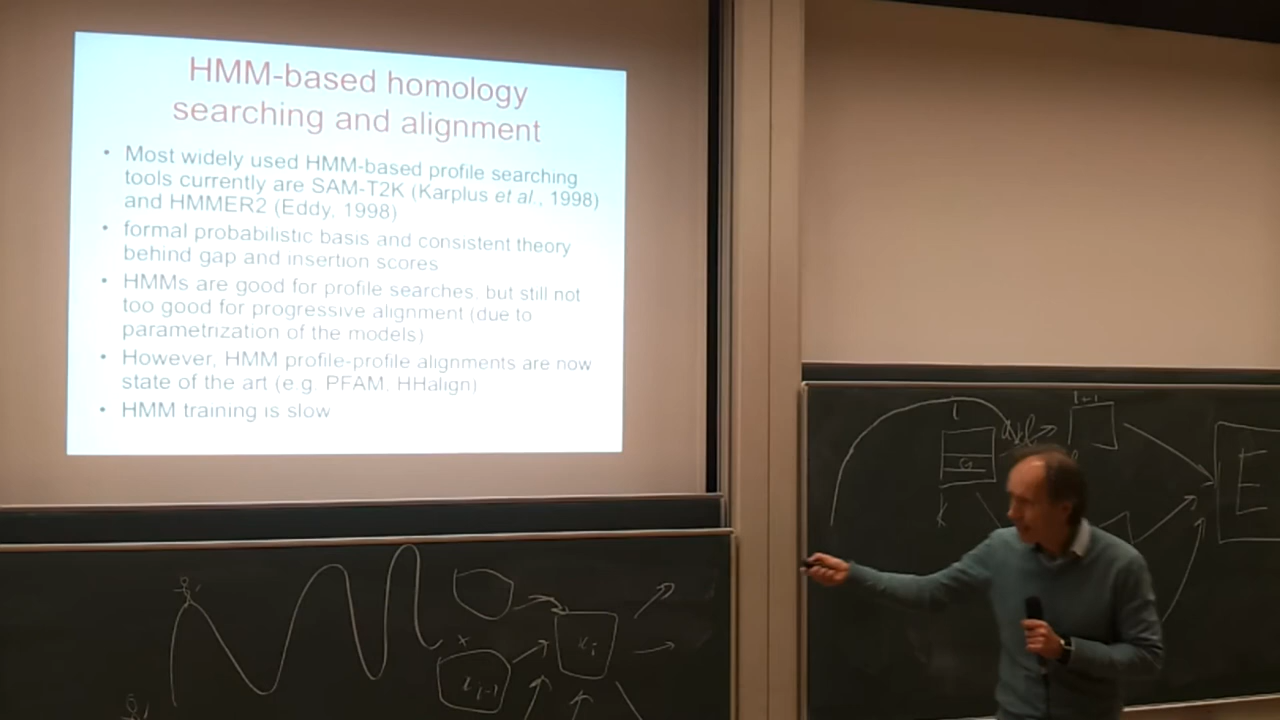 HMM-based homology
searching and alignment
• Most widely used HMM-based profile searching
tools currently are SAM-T2K (Karplus et al., 1998)
and HMMER2 (Eddy, 1998)
• formal probabilistic basis and consistent theory
behind gap and insertion scores
• HMMs are good for profile searches, but still not
too good for progressive alignment (due to
parametrization of the models)
• However, HMM profile-profile alignments are now
state of the art (e.g. PFAM, HHalign)
• HMM training is slow
l
l+1
G
K
E
x
x i
i-1